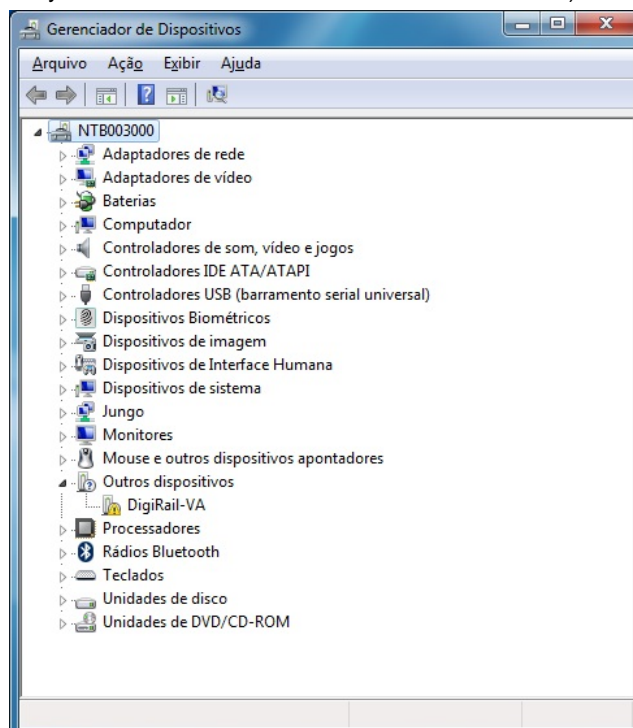 Gerenciador de Dispositivos
Arquivo Ação Exibir Ajuda
NTB003000
Adaptadores de rede
Adaptadores de vídeo
Baterias
Computador
Controladores de som, vídeo e jogos
Controladores IDE ATA/ATAPI
Controladores USB (barramento serial universal)
Dispositivos Biométricos
Dispositivos de imagem
Dispositivos de Interface Humana
Dispositivos de sistema
Jungo
Monitores
Mouse e outros dispositivos apontadores
Outros dispositivos
DigiRail-VA
Processadores
Rádios Bluetooth
Teclados
Unidades de disco
Unidades de DVD/CD-ROM